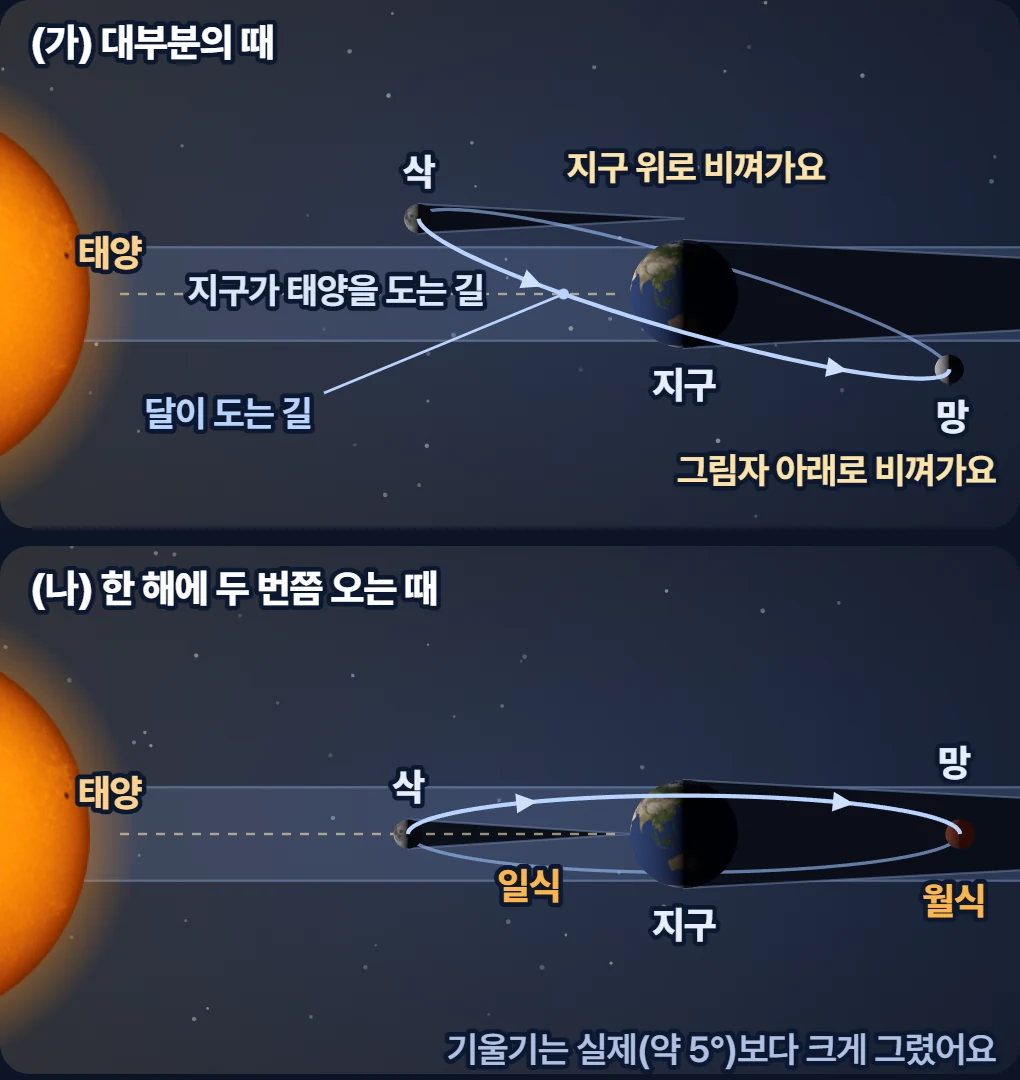 (가) 대부분의 때
삭
지구 위로 비껴가요
태양
지구가 태양을 도는 길
지구
달이 도는 길
망
그림자 아래로 비껴가요
(나) 한 해에 두 번쯤 오는 때
망
삭
태양
일식
월식
지구
기울기는 실제(약 5°)보다 크게 그렸어요